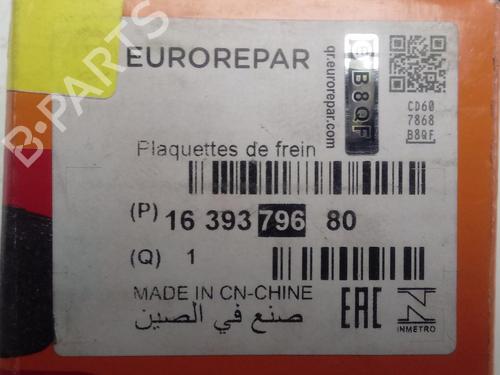 EUROREPAR
qr.eurorepar.com
B8QF
CD60
7868
B8QF
Plaquettes de frein
(P) 16 393 796 80
(Q) 1
MADE IN CN-CHINE
صنع في الصين
EAC
INMETRO
B-PARTS